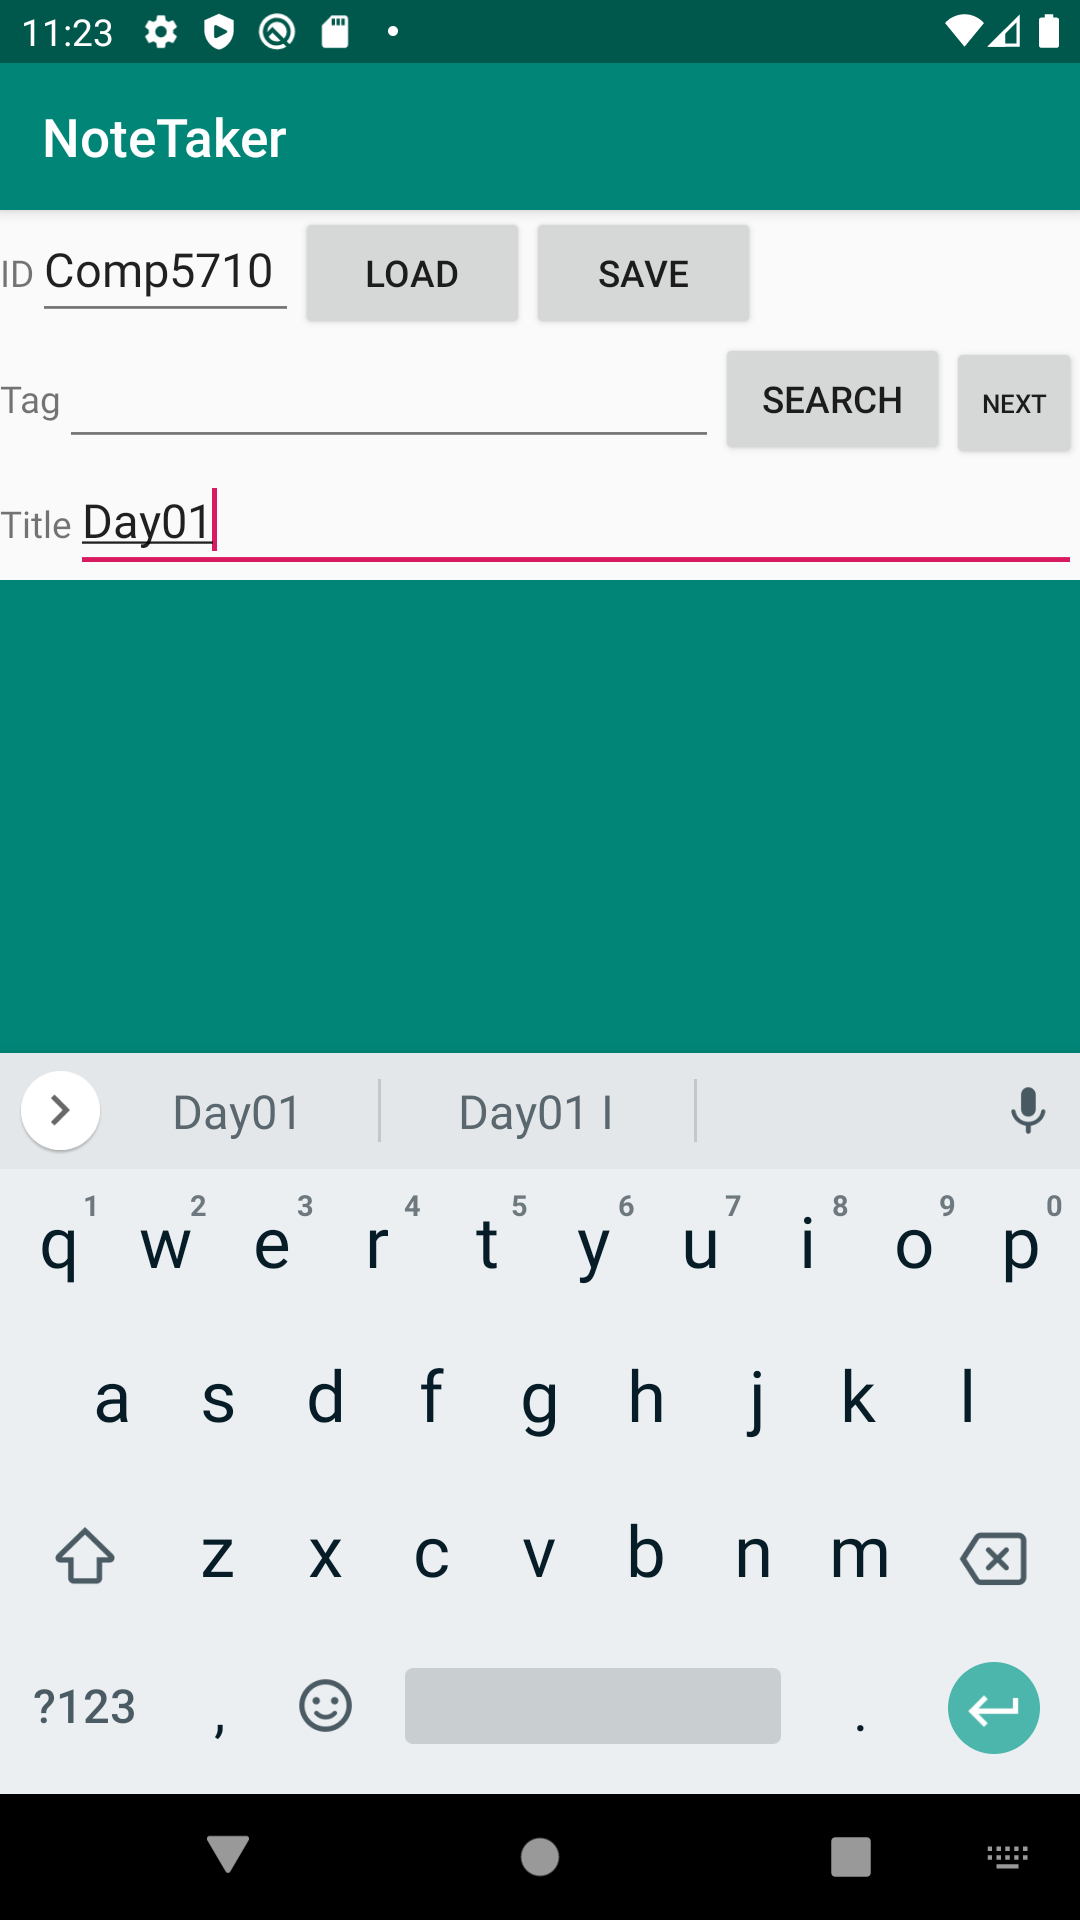 11:23
NoteTaker
ID Comp5710 LOAD SAVE
Tag SEARCH NEXT
Title Day01
Day01 Day01 I
1 2 3 4 5 6 7 8 9 0
q w e r t y u i o p
a s d f g h j k l
z x c v b n m
?123 , .